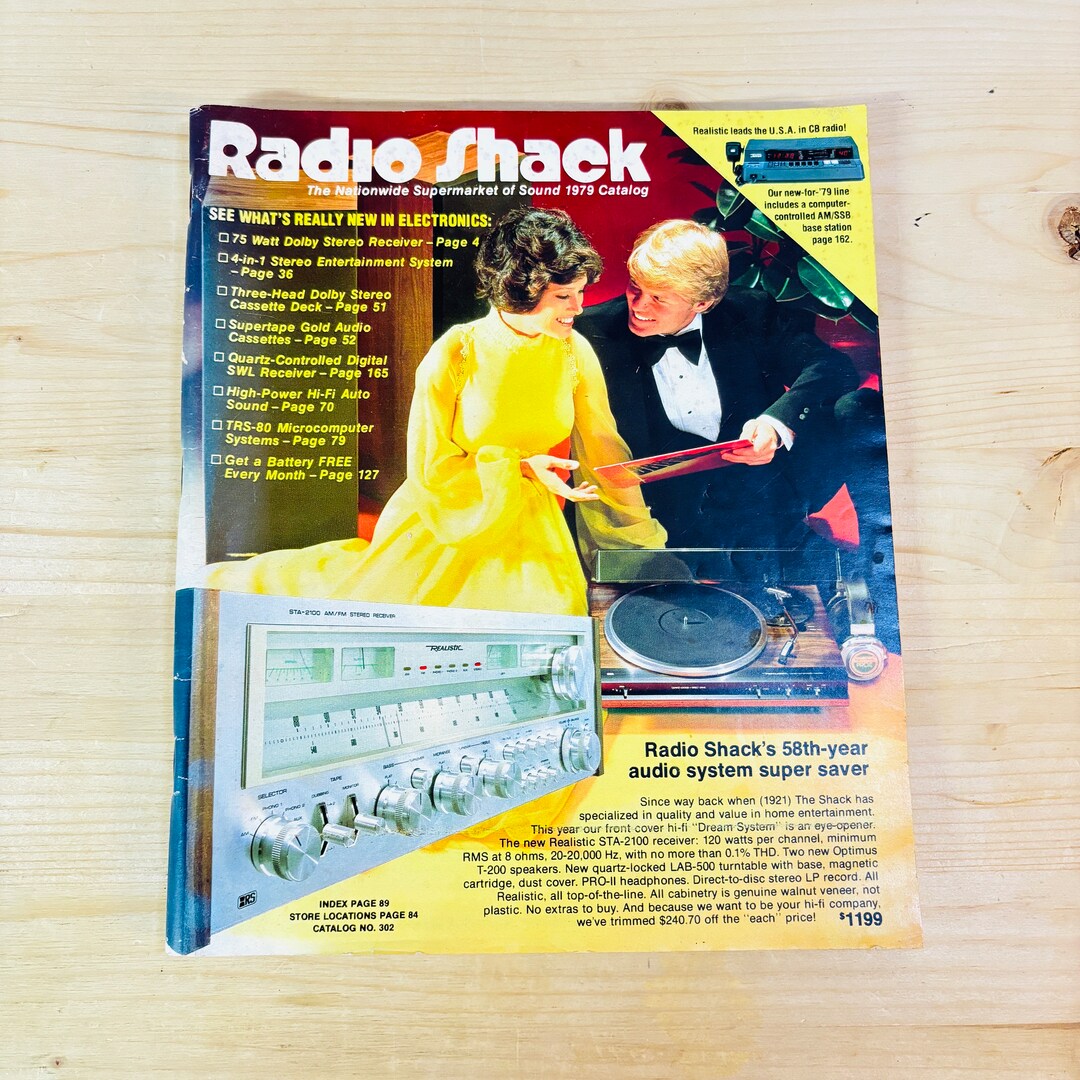 Radio Shack
The Nationwide Supermarket of Sound 1979 Catalog
Realistic leads the U.S.A. in CB radio!
Our new-for-'79 line
includes a computer-
controlled AM/SSB
base station
page 162.
SEE WHAT'S REALLY NEW IN ELECTRONICS:
75 Watt Dolby Stereo Receiver – Page 4
4-in-1 Stereo Entertainment System
– Page 36
Three-Head Dolby Stereo
Cassette Deck – Page 51
Supertape Gold Audio
Cassettes – Page 52
Quartz-Controlled Digital
SWL Receiver – Page 165
High-Power Hi-Fi Auto
Sound – Page 70
TRS-80 Microcomputer
Systems – Page 79
Get a Battery FREE
Every Month – Page 127
STA-2100 AM/FM STEREO RECEIVER
REALISTIC
SELECTOR
PHONO 1
PHONO 2
AUX
TAPE
DUBBING
MONITOR
BASS
MIDRANGE
TREBLE
FLAT
RS
Radio Shack's 58th-year
audio system super saver
Since way back when (1921) The Shack has
specialized in quality and value in home entertainment.
This year our front cover hi-fi "Dream System" is an eye-opener.
The new Realistic STA-2100 receiver: 120 watts per channel, minimum
RMS at 8 ohms, 20-20,000 Hz, with no more than 0.1% THD. Two new Optimus
T-200 speakers. New quartz-locked LAB-500 turntable with base, magnetic
cartridge, dust cover. PRO-II headphones. Direct-to-disc stereo LP record. All
Realistic, all top-of-the-line. All cabinetry is genuine walnut veneer, not
plastic. No extras to buy. And because we want to be your hi-fi company,
we've trimmed $240.70 off the "each" price! $1199
INDEX PAGE 89
STORE LOCATIONS PAGE 84
CATALOG NO. 302